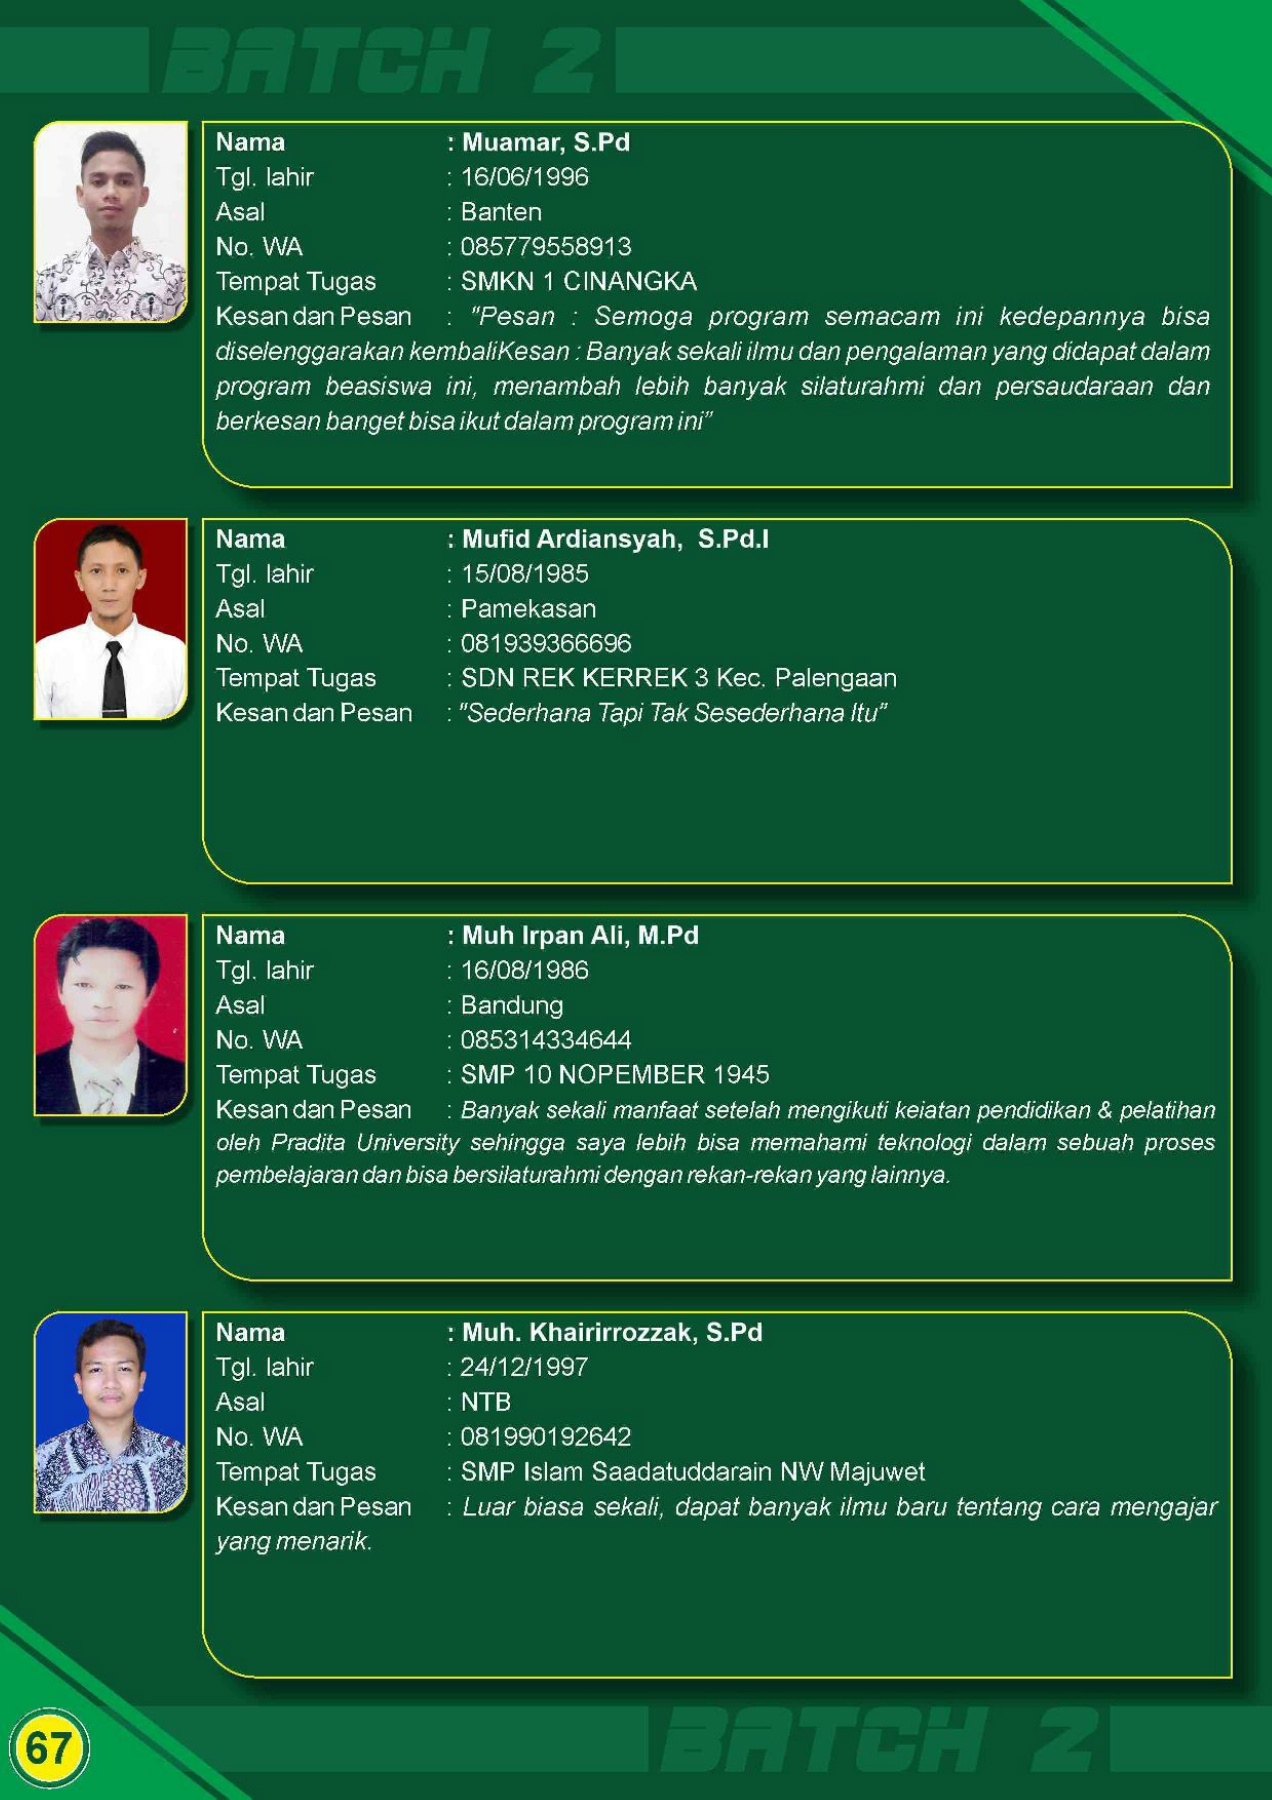 BATCH 2
Nama : Muamar, S.Pd
Tgl. lahir : 16/06/1996
Asal : Banten
No. WA : 085779558913
Tempat Tugas : SMKN 1 CINANGKA
Kesan dan Pesan : "Pesan : Semoga program semacam ini kedepannya bisa
diselenggarakan kembaliKesan : Banyak sekali ilmu dan pengalaman yang didapat dalam
program beasiswa ini, menambah lebih banyak silaturahmi dan persaudaraan dan
berkesan banget bisa ikut dalam program ini"
Nama : Mufid Ardiansyah, S.Pd.I
Tgl. lahir : 15/08/1985
Asal : Pamekasan
No. WA : 081939366696
Tempat Tugas : SDN REK KERREK 3 Kec. Palengaan
Kesan dan Pesan : "Sederhana Tapi Tak Sesederhana Itu"
Nama : Muh Irpan Ali, M.Pd
Tgl. lahir : 16/08/1986
Asal : Bandung
No. WA : 085314334644
Tempat Tugas : SMP 10 NOPEMBER 1945
Kesan dan Pesan : Banyak sekali manfaat setelah mengikuti keiatan pendidikan & pelatihan
oleh Pradita University sehingga saya lebih bisa memahami teknologi dalam sebuah proses
pembelajaran dan bisa bersilaturahmi dengan rekan-rekan yang lainnya.
Nama : Muh. Khairirrozzak, S.Pd
Tgl. lahir : 24/12/1997
Asal : NTB
No. WA : 081990192642
Tempat Tugas : SMP Islam Saadatuddarain NW Majuwet
Kesan dan Pesan : Luar biasa sekali, dapat banyak ilmu baru tentang cara mengajar
yang menarik.
67
BATCH 2